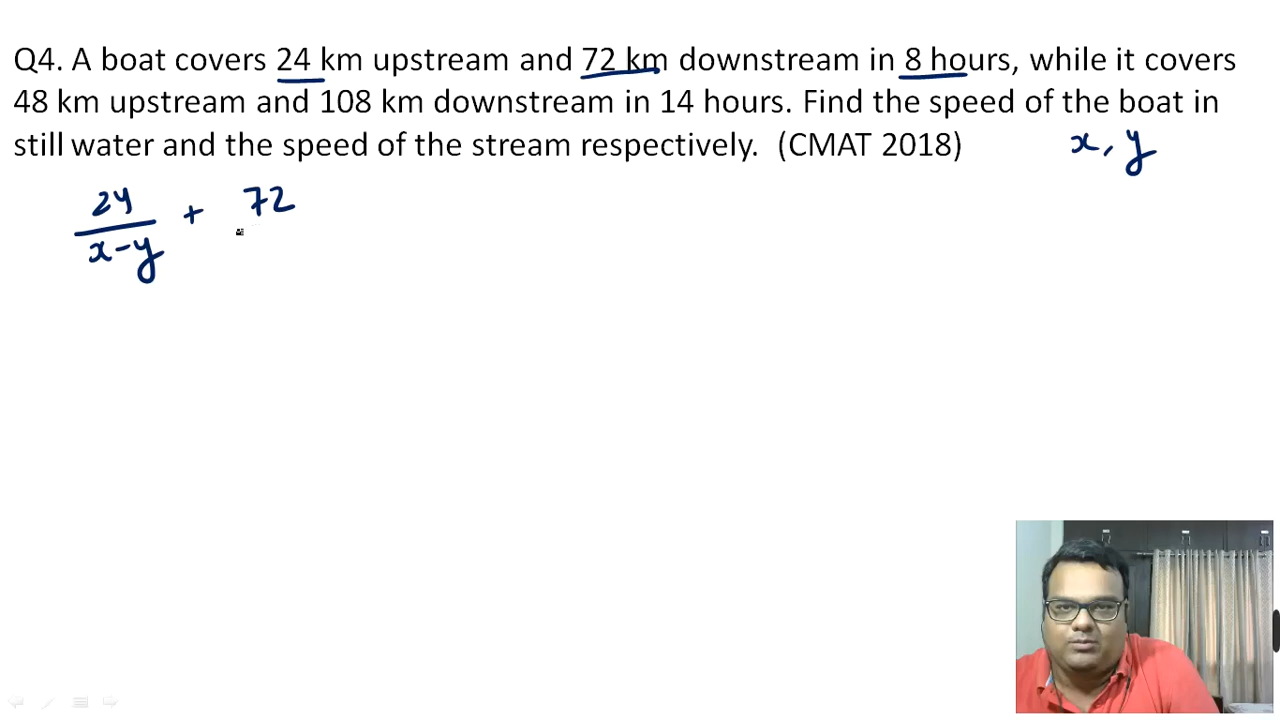 Q4. A boat covers 24 km upstream and 72 km downstream in 8 hours, while it covers
48 km upstream and 108 km downstream in 14 hours. Find the speed of the boat in
still water and the speed of the stream respectively. (CMAT 2018)
x, y
24 + 72
x-y